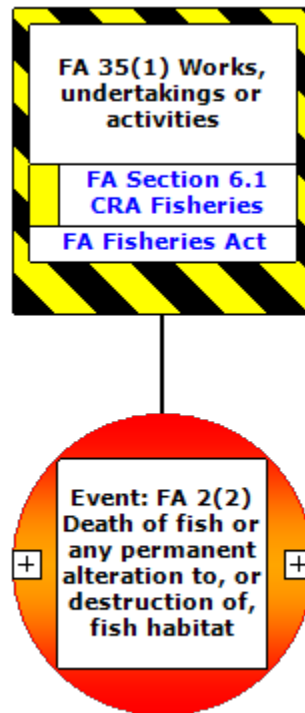 FA 35(1) Works,
undertakings or
activities
FA Section 6.1
CRA Fisheries
FA Fisheries Act
Event: FA 2(2)
Death of fish or
any permanent
alteration to, or
destruction of,
fish habitat